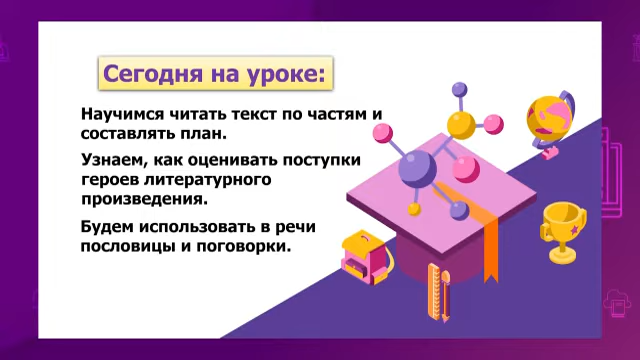 Сегодня на уроке:
Научимся читать текст по частям и
составлять план.
Узнаем, как оценивать поступки
героев литературного
произведения.
Будем использовать в речи
пословицы и поговорки.